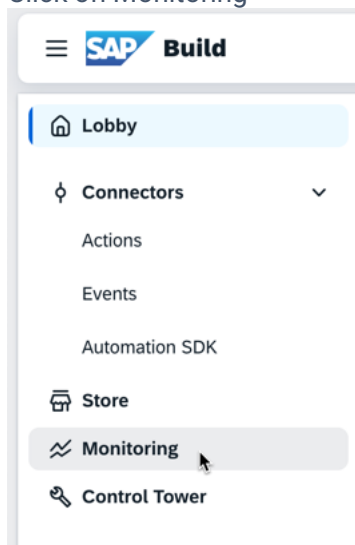 Click on Monitoring
SAP Build
Lobby
Connectors
Actions
Events
Automation SDK
Store
Monitoring
Control Tower